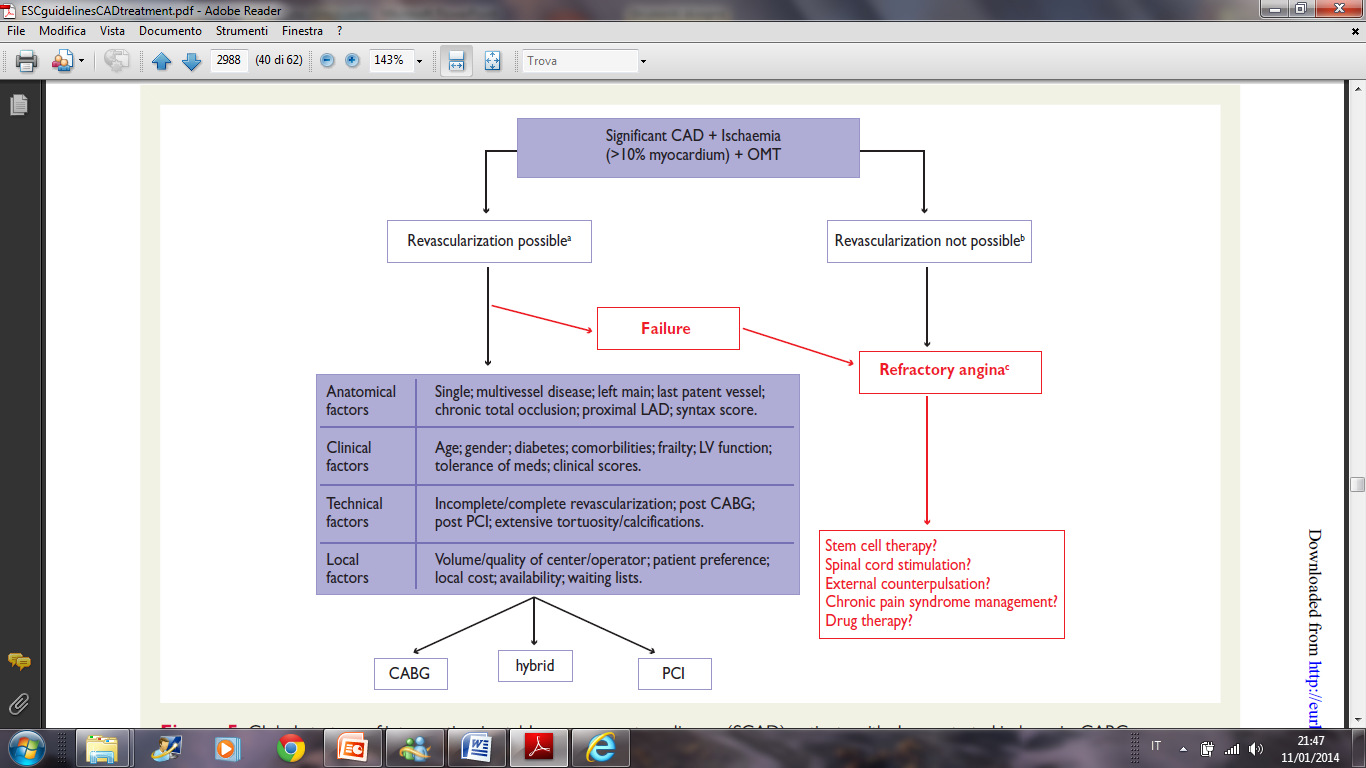 ESCguidelinesCADtreatment.pdf - Adobe Reader
File Modifica Vista Documento Strumenti Finestra ?
2988 (40 di 62) 143% Trova
Significant CAD + Ischaemia
(>10% myocardium) + OMT
Revascularization possibleᵃ
Revascularization not possibleᵇ
Failure
Refractory anginaᶜ
Anatomical factors
Single; multivessel disease; left main; last patent vessel;
chronic total occlusion; proximal LAD; syntax score.
Clinical factors
Age; gender; diabetes; comorbilities; frailty; LV function;
tolerance of meds; clinical scores.
Technical factors
Incomplete/complete revascularization; post CABG;
post PCI; extensive tortuosity/calcifications.
Local factors
Volume/quality of center/operator; patient preference;
local cost; availability; waiting lists.
Stem cell therapy?
Spinal cord stimulation?
External counterpulsation?
Chronic pain syndrome management?
Drug therapy?
CABG
hybrid
PCI
Downloaded from http://eurl
IT
21:47
11/01/2014